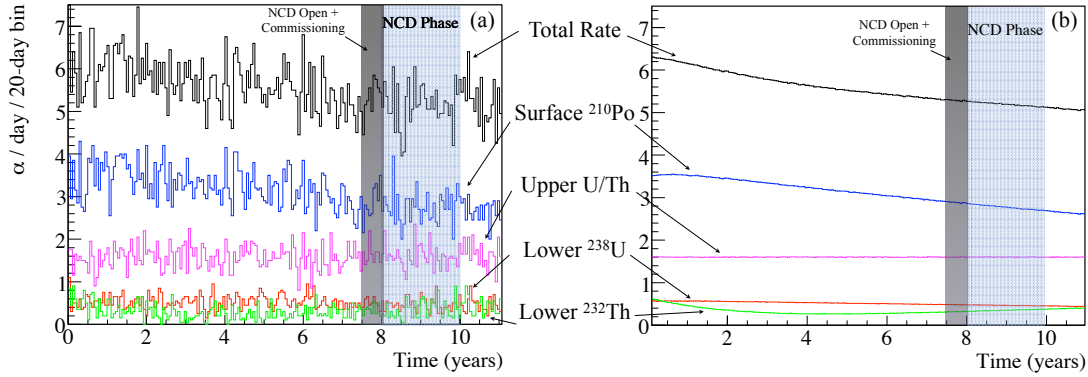 α / day / 20-day bin
7
6
5
4
3
2
1
0
0 2 4 6 8 10
Time (years)
NCD Open +
Commissioning
NCD Phase
(a)
Total Rate
Surface ²¹⁰Po
Upper U/Th
Lower ²³⁸U
Lower ²³²Th
7
6
5
4
3
2
1
0
2 4 6 8 10
Time (years)
NCD Open +
Commissioning
NCD Phase
(b)